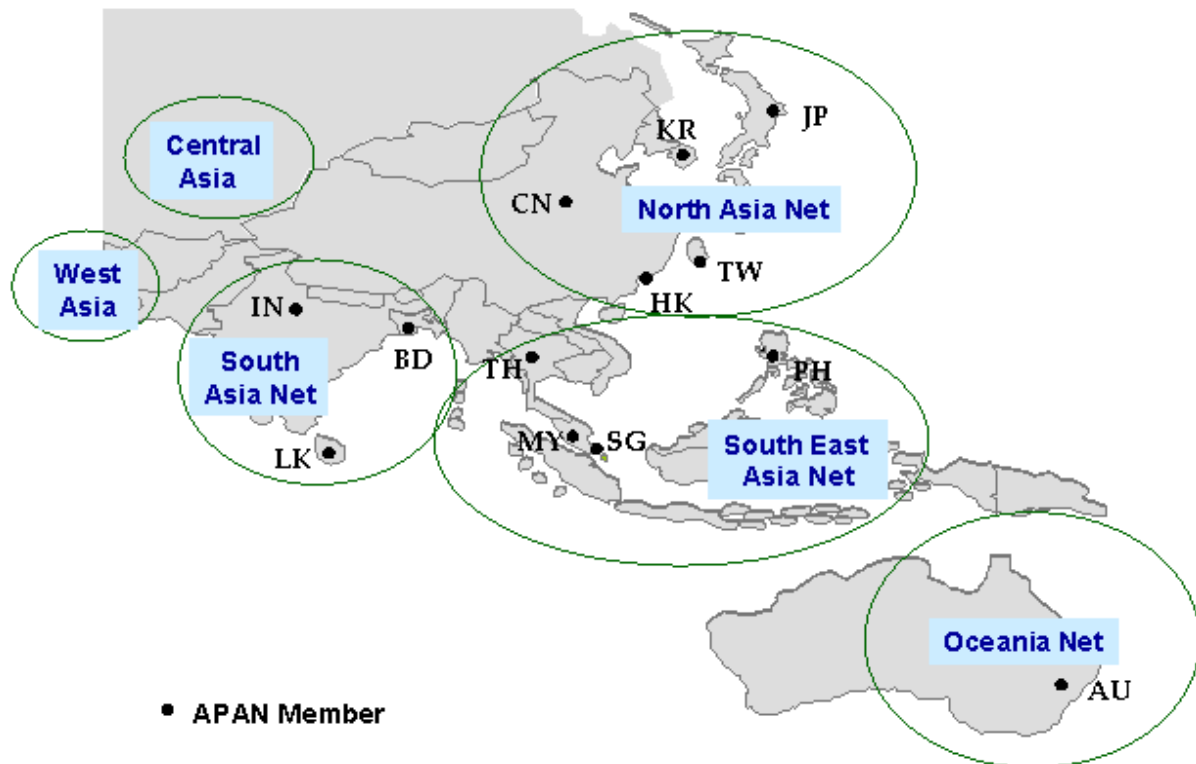 JP
KR
Central
Asia
CN
North Asia Net
West
Asia
TW
HK
IN
BD
South
Asia Net
TH
PH
MY
SG
South East
Asia Net
LK
Oceania Net
AU
APAN Member